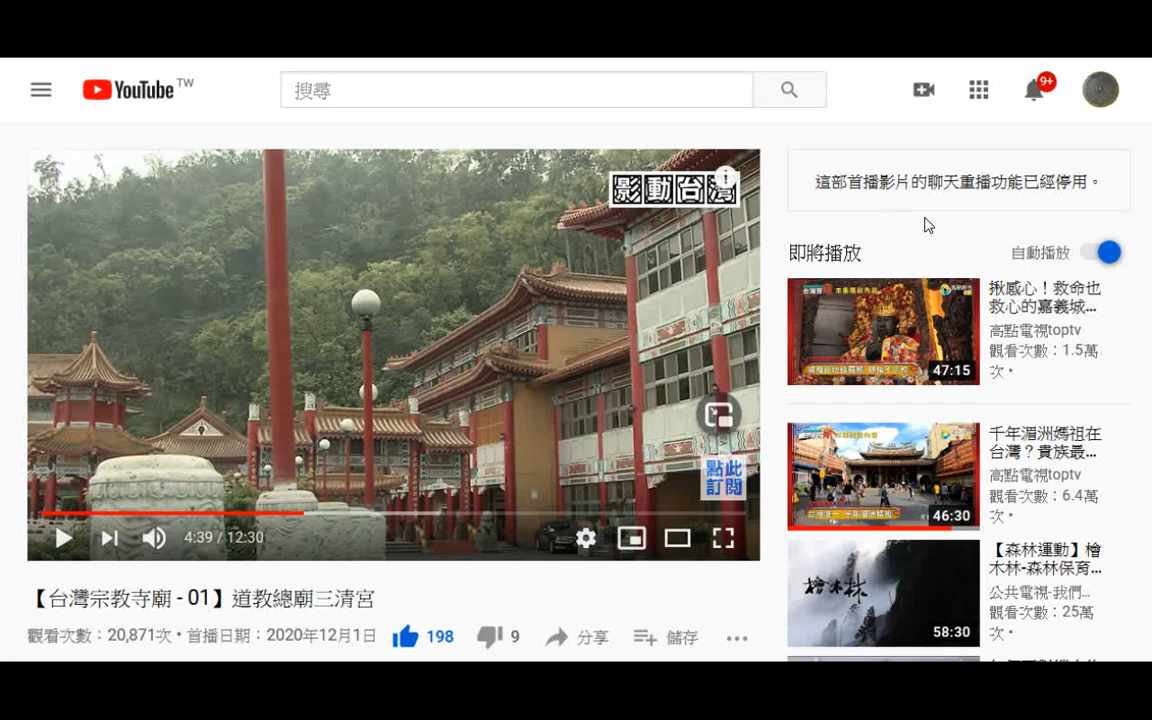 YouTube TW
搜尋
9+
影動台灣
這部首播影片的聊天重播功能已經停用。
即將播放
自動播放
揪感心！救命也
救心的嘉義城...
高點電視toptv
觀看次數：1.5萬
次・
47:15
千年湄洲媽祖在
台灣？貴族最...
高點電視toptv
觀看次數：6.4萬
次・
46:30
點此
訂閱
4:39 / 12:30
【森林運動】檜
木林-森林保育...
公共電視-我們...
觀看次數：25萬
次・
檜木林
58:30
【台灣宗教寺廟 - 01】道教總廟三清宮
觀看次數：20,871次・首播日期：2020年12月1日
198
9
分享
儲存